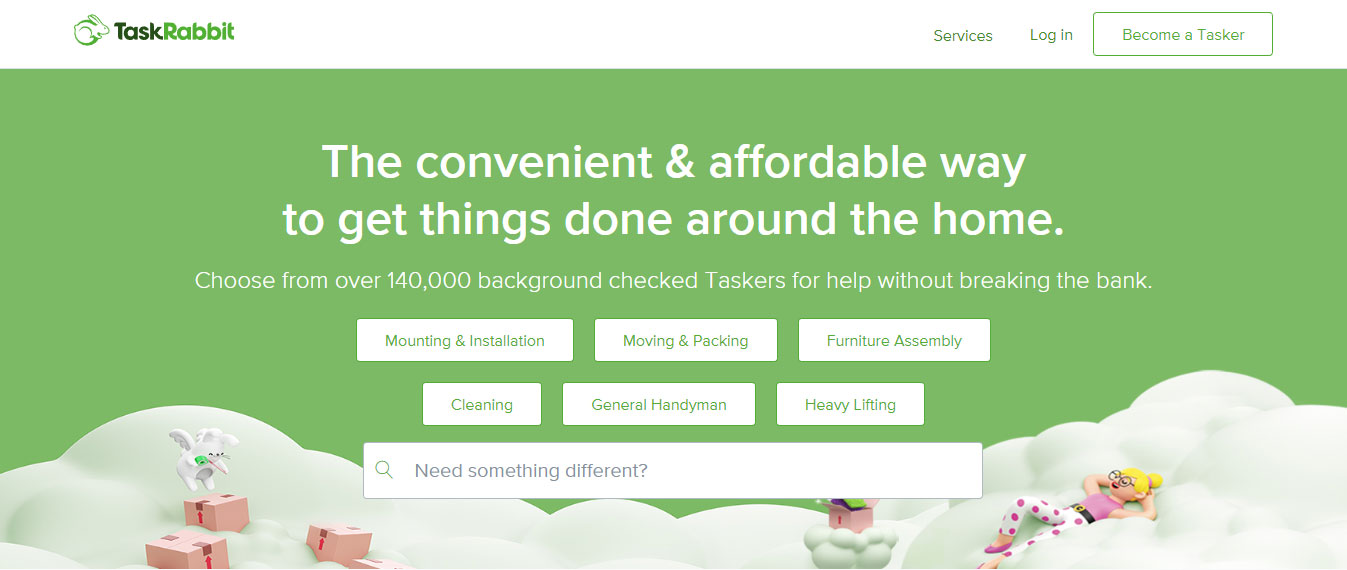 TaskRabbit
Services
Log in
Become a Tasker
The convenient & affordable way
to get things done around the home.
Choose from over 140,000 background checked Taskers for help without breaking the bank.
Mounting & Installation
Moving & Packing
Furniture Assembly
Cleaning
General Handyman
Heavy Lifting
Need something different?